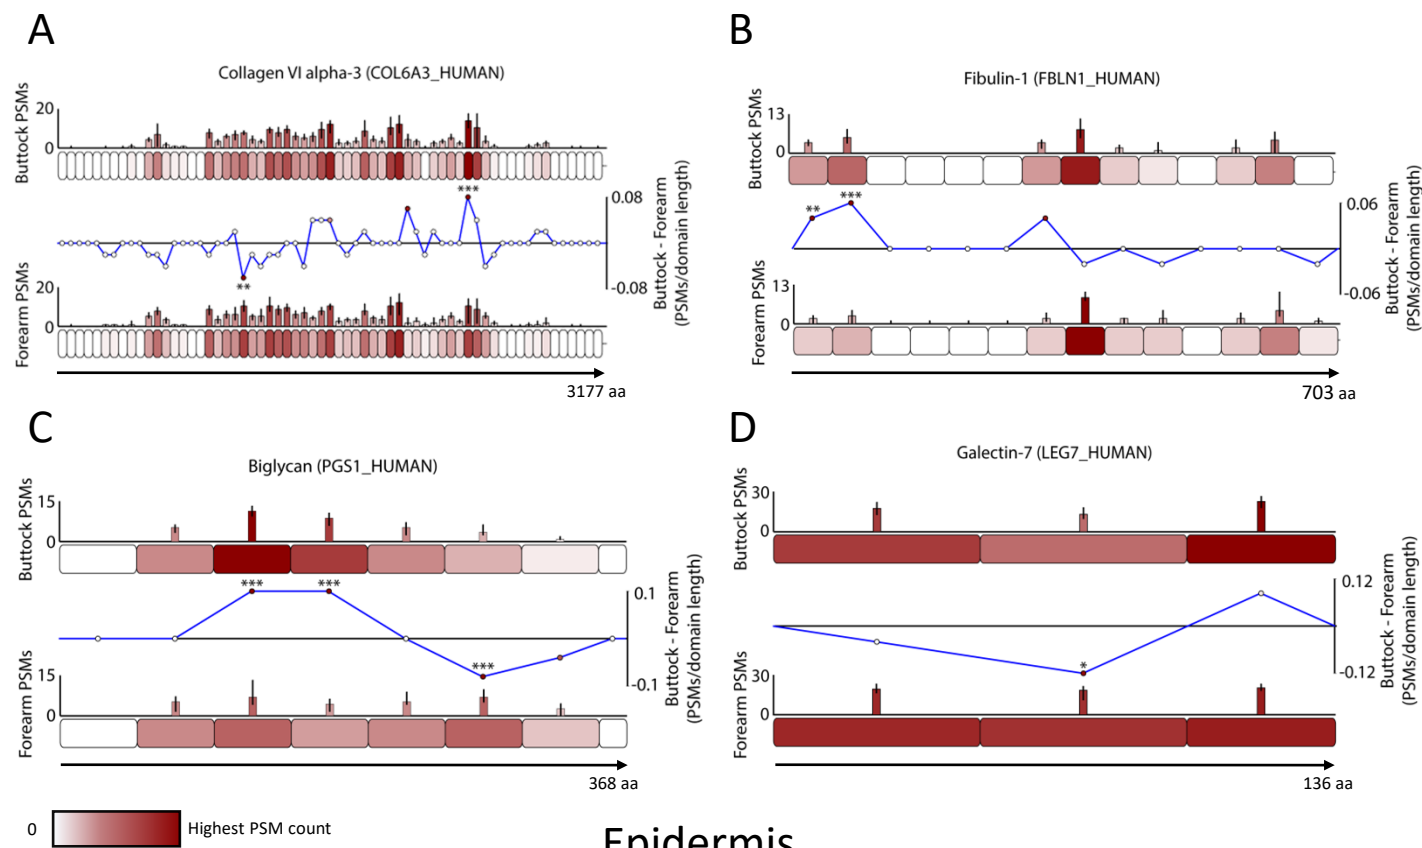 A
Collagen VI alpha-3 (COL6A3_HUMAN)
Buttock PSMs
20
0
***
**
0.08
-0.08
Buttock - Forearm
(PSMs/domain length)
Forearm PSMs
20
0
3177 aa
B
Fibulin-1 (FBLN1_HUMAN)
Buttock PSMs
13
0
**
***
0.06
-0.06
Buttock - Forearm
(PSMs/domain length)
Forearm PSMs
13
0
703 aa
C
Biglycan (PGS1_HUMAN)
Buttock PSMs
15
0
***
***
***
0.1
-0.1
Buttock - Forearm
(PSMs/domain length)
Forearm PSMs
15
0
368 aa
D
Galectin-7 (LEG7_HUMAN)
Buttock PSMs
30
0
*
0.12
-0.12
Buttock - Forearm
(PSMs/domain length)
Forearm PSMs
30
0
136 aa
0
Highest PSM count
Epidermis